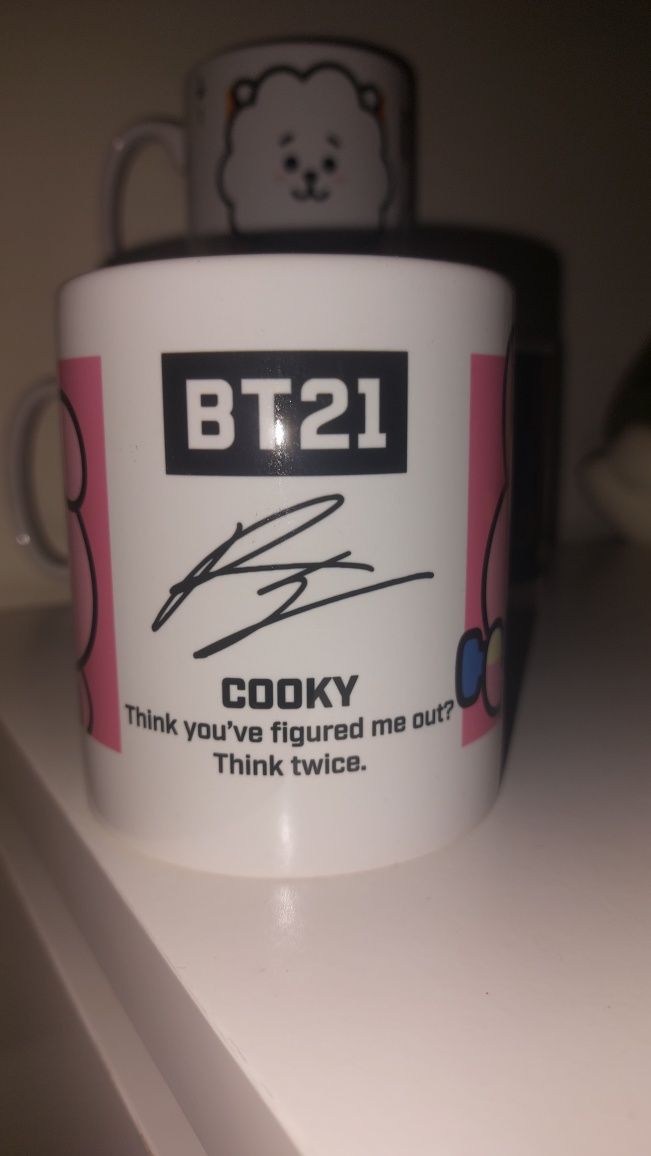 BT21
COOKY
Think you've figured me out?
Think twice.